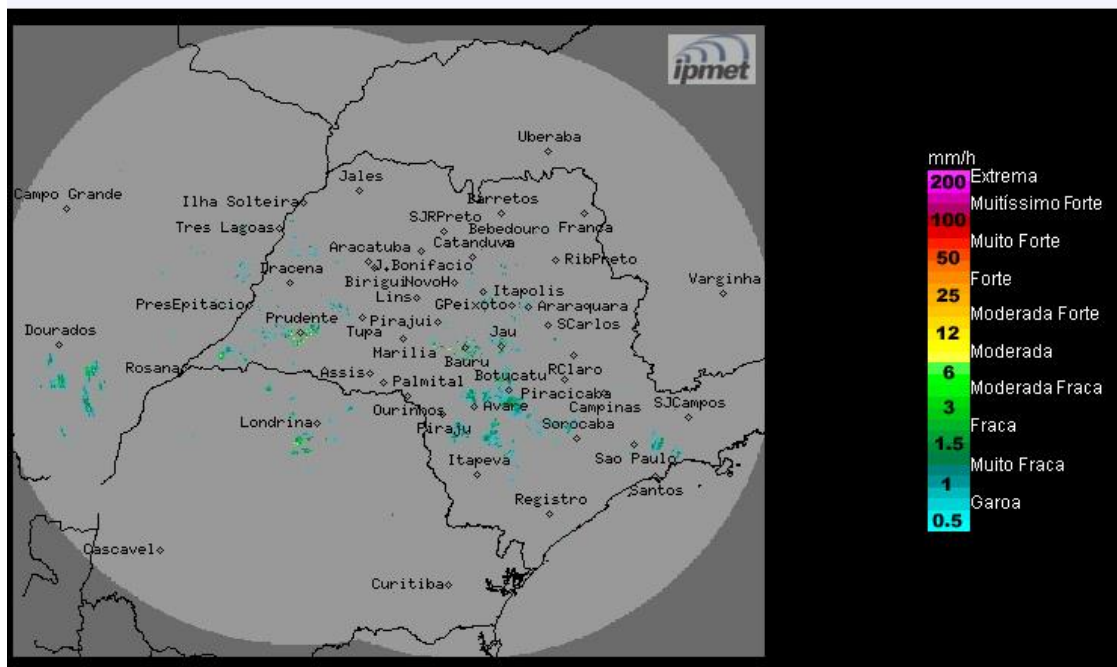 ipmet
Uberaba
Campo Grande
Jales
Ilha Solteira
Barretos
SJRPreto
Bebedouro
Franca
Tres Lagoas
Aracatuba
Catanduva
Dracena
J.Bonifacio
RibPreto
Varginha
Birigui
NovoH
Itapolis
PresEpitacio
Lins
GPeixoto
Araraquara
Prudente
Tupa
Pirajui
SCarlos
Dourados
Marilia
Jau
Bauru
Rosana
Assis
Palmital
Botucatu
RClaro
Piracicaba
Ourinhos
Avare
Campinas
SJCampos
Londrina
Piraju
Sorocaba
Itapeva
Sao Paulo
Santos
Registro
Cascavel
Curitiba
mm/h
200 Extrema
Muitíssimo Forte
100
Muito Forte
50
Forte
25
Moderada Forte
12
Moderada
6
Moderada Fraca
3
Fraca
1.5
Muito Fraca
1
Garoa
0.5